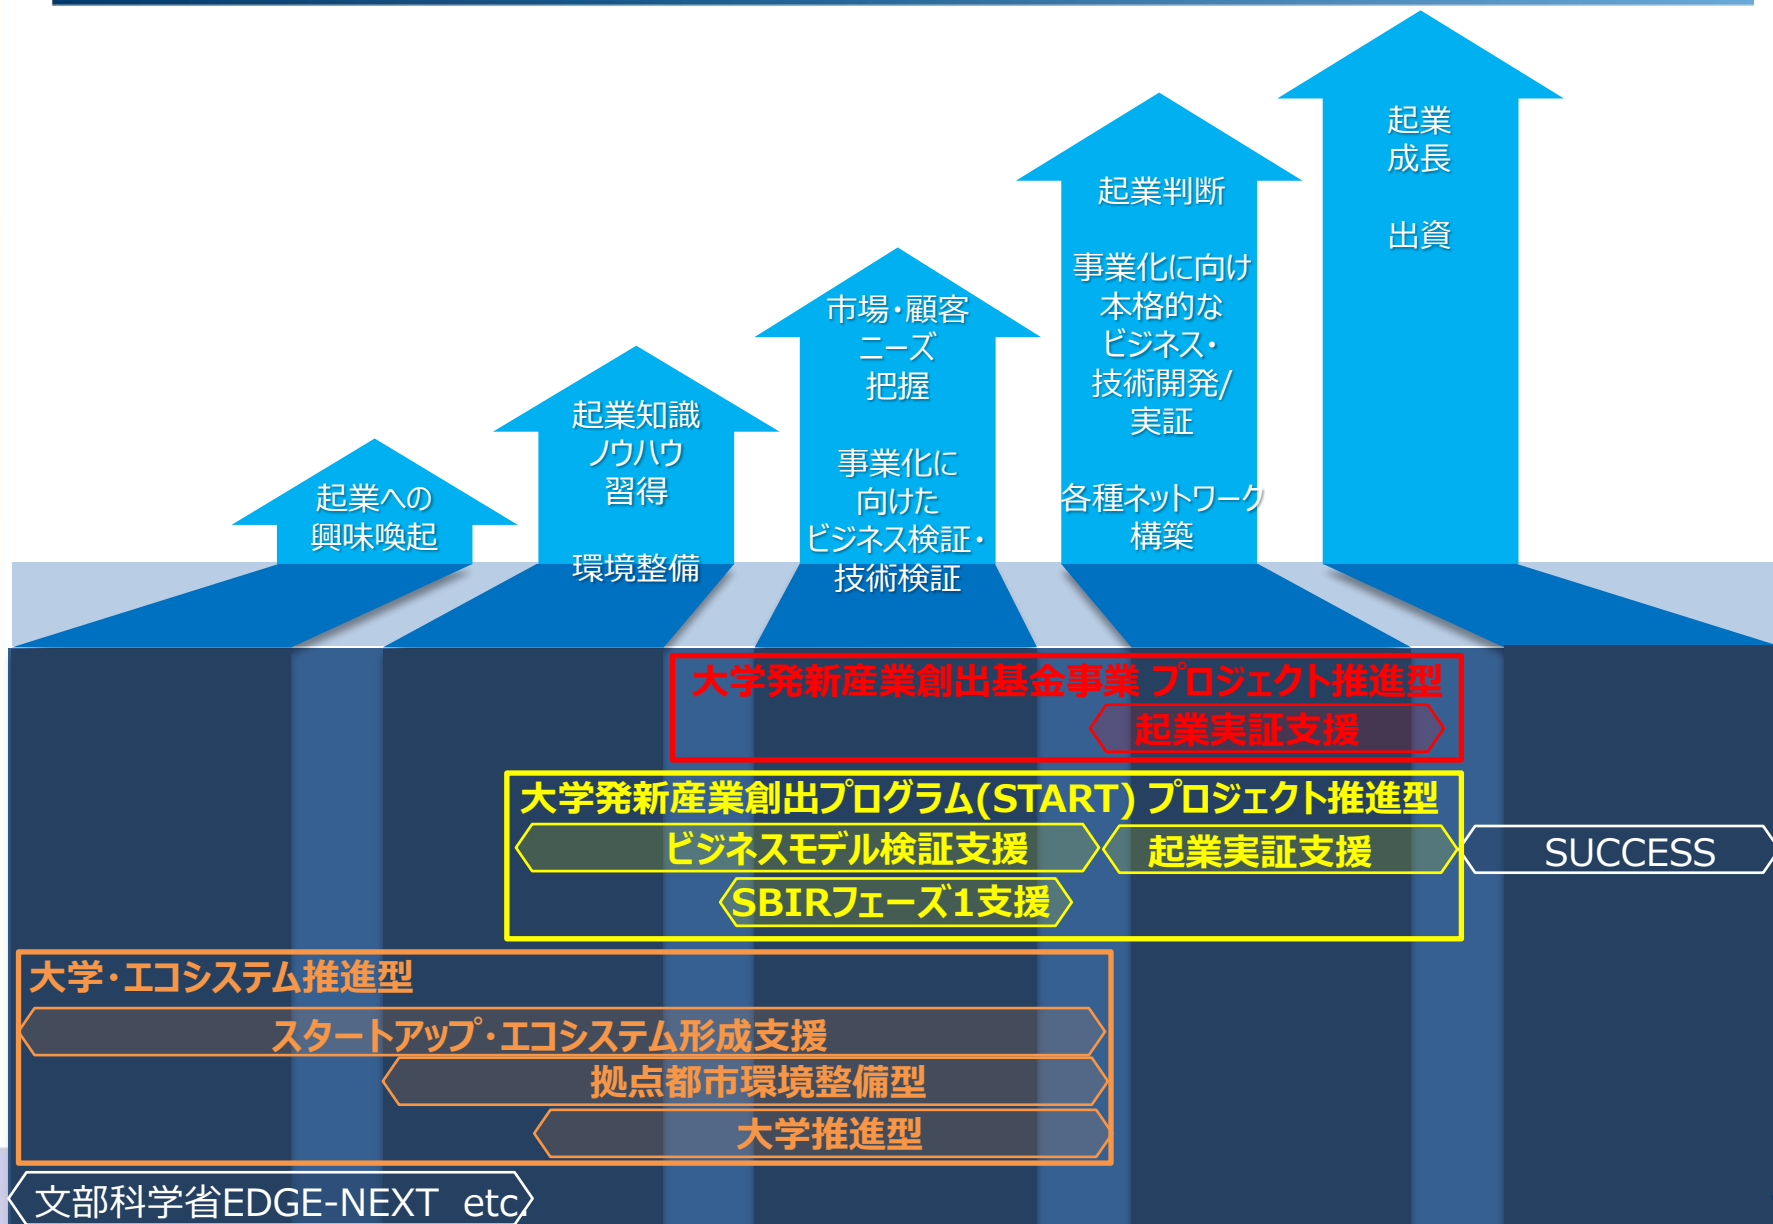 起業への
興味喚起
起業知識
ノウハウ
習得
環境整備
市場・顧客
ニーズ
把握
事業化に
向けた
ビジネス検証・
技術検証
起業判断
事業化に向け
本格的な
ビジネス・
技術開発/
実証
各種ネットワーク
構築
起業
成長
出資
大学発新産業創出基金事業 プロジェクト推進型
起業実証支援
大学発新産業創出プログラム(START) プロジェクト推進型
ビジネスモデル検証支援
起業実証支援
SUCCESS
SBIRフェーズ1支援
大学・エコシステム推進型
スタートアップ・エコシステム形成支援
拠点都市環境整備型
大学推進型
文部科学省EDGE-NEXT etc.